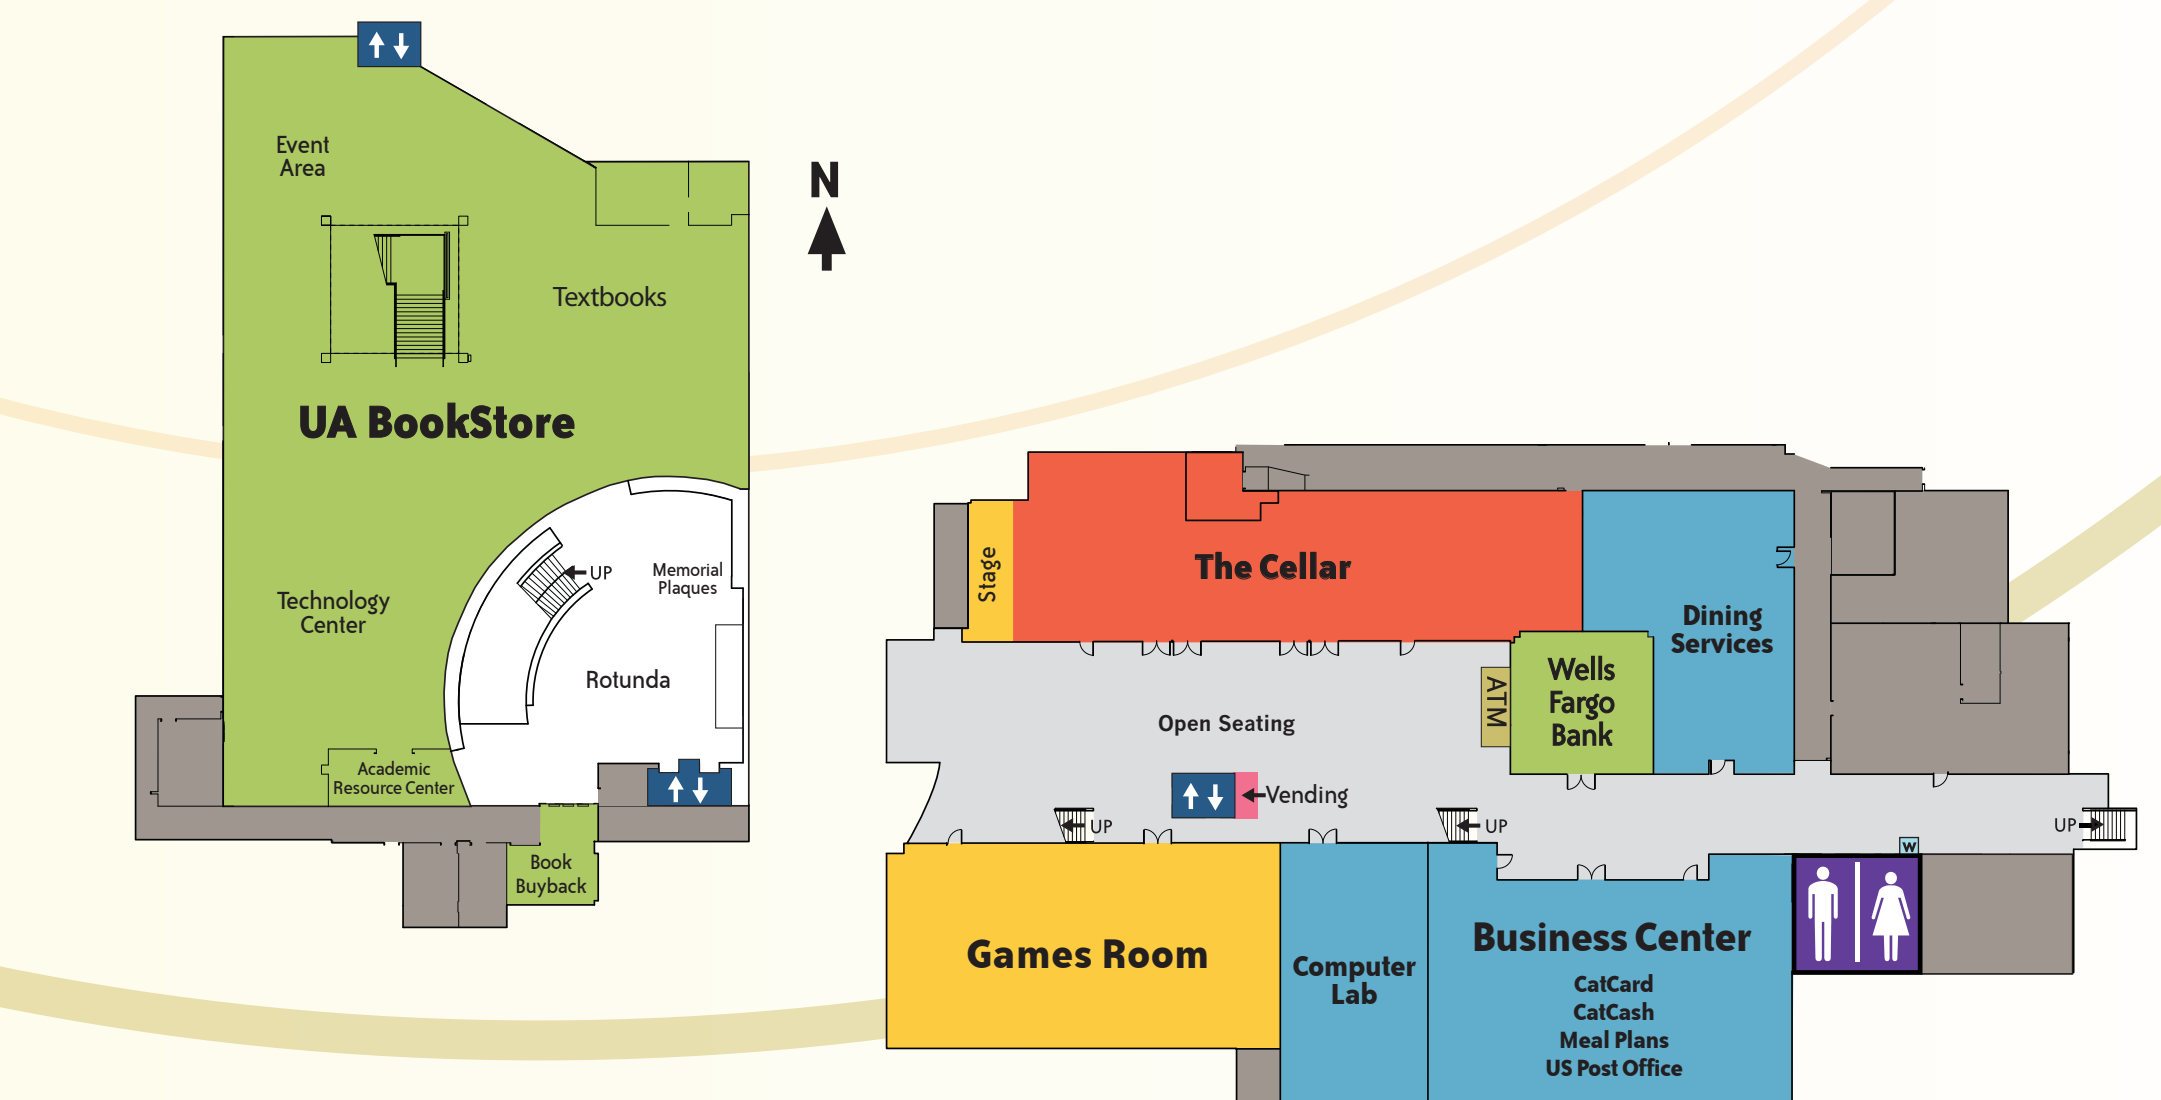 Event
Area
N
Textbooks
UA BookStore
UP
Memorial
Plaques
Technology
Center
Rotunda
Academic
Resource Center
Book
Buyback
Stage
The Cellar
Dining
Services
Wells
Fargo
Bank
ATM
Open Seating
Vending
UP
UP
UP
W
Games Room
Computer
Lab
Business Center
CatCard
CatCash
Meal Plans
US Post Office